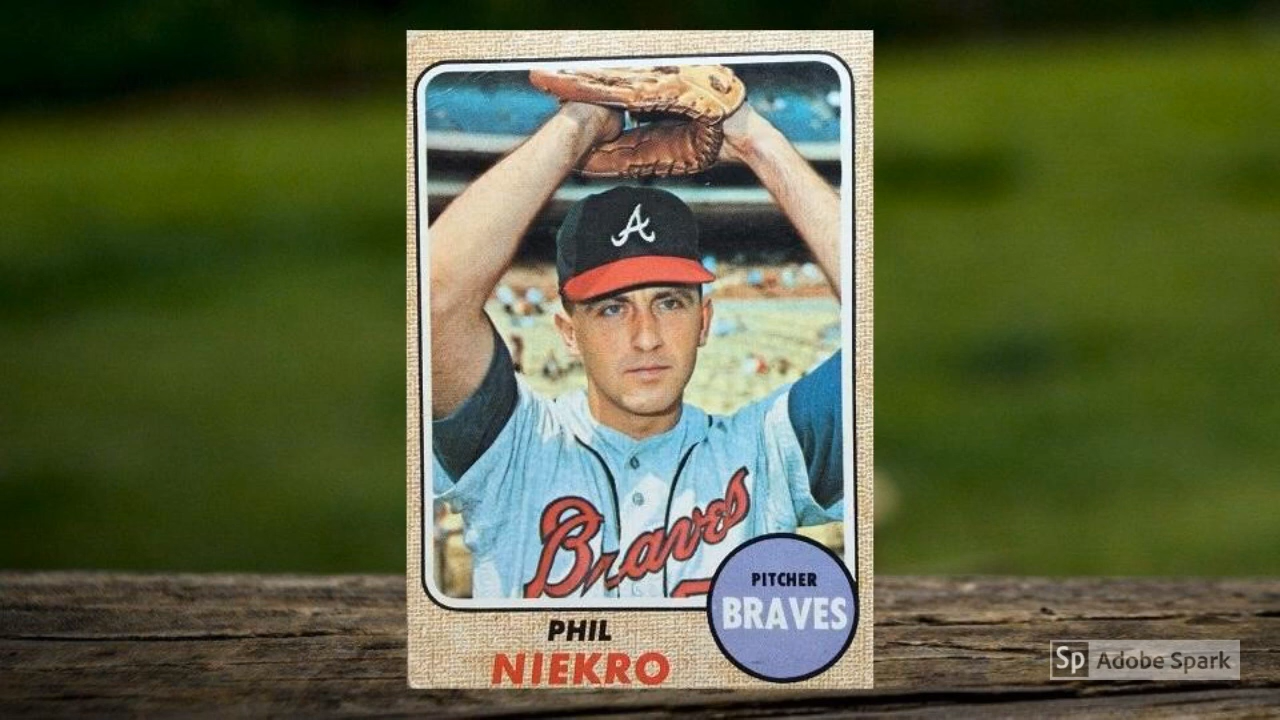 A
Braves
PITCHER
BRAVES
PHIL
NIEKRO
Sp Adobe Spark